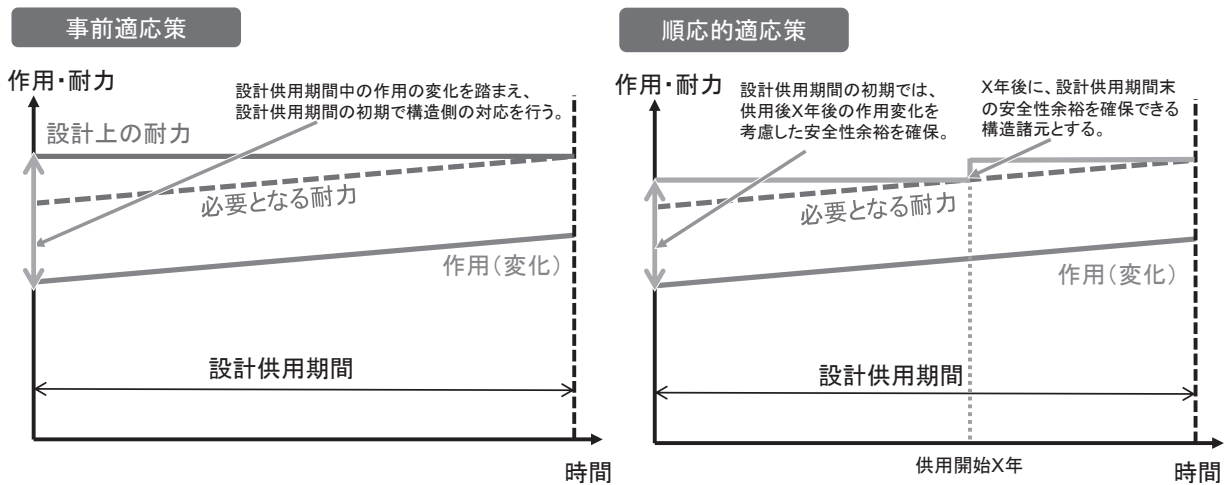 事前適応策
作用・耐力
設計供用期間中の作用の変化を踏まえ、
設計供用期間の初期で構造側の対応を行う。
設計上の耐力
必要となる耐力
作用（変化）
設計供用期間
時間
順応的適応策
作用・耐力
設計供用期間の初期では、
供用後X年後の作用変化を
考慮した安全性余裕を確保。
X年後に、設計供用期間末
の安全性余裕を確保できる
構造諸元とする。
必要となる耐力
作用（変化）
設計供用期間
供用開始X年
時間